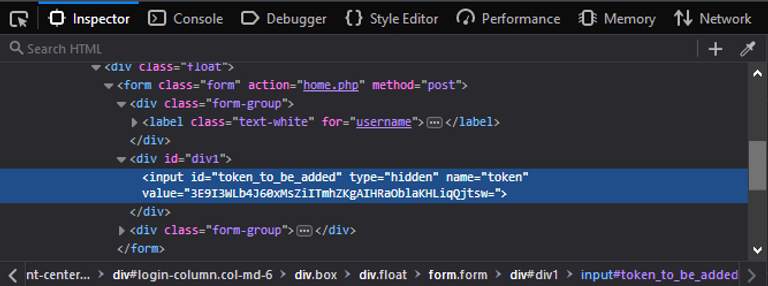 Inspector Console Debugger Style Editor Performance Memory Network
Search HTML
<div class="float">
<form class="form" action="home.php" method="post">
<div class="form-group">
<label class="text-white" for="username">⋯</label>
</div>
<div id="div1">
<input id="token_to_be_added" type="hidden" name="token"
value="3E9I3WLb4J60xMsZiITmhZKgAIHRaOblaKHLiqQjtsw=">
</div>
<div class="form-group">⋯</div>
</form>
nt-center... div#login-column.col-md-6 div.box div.float form.form div#div1 input#token_to_be_added